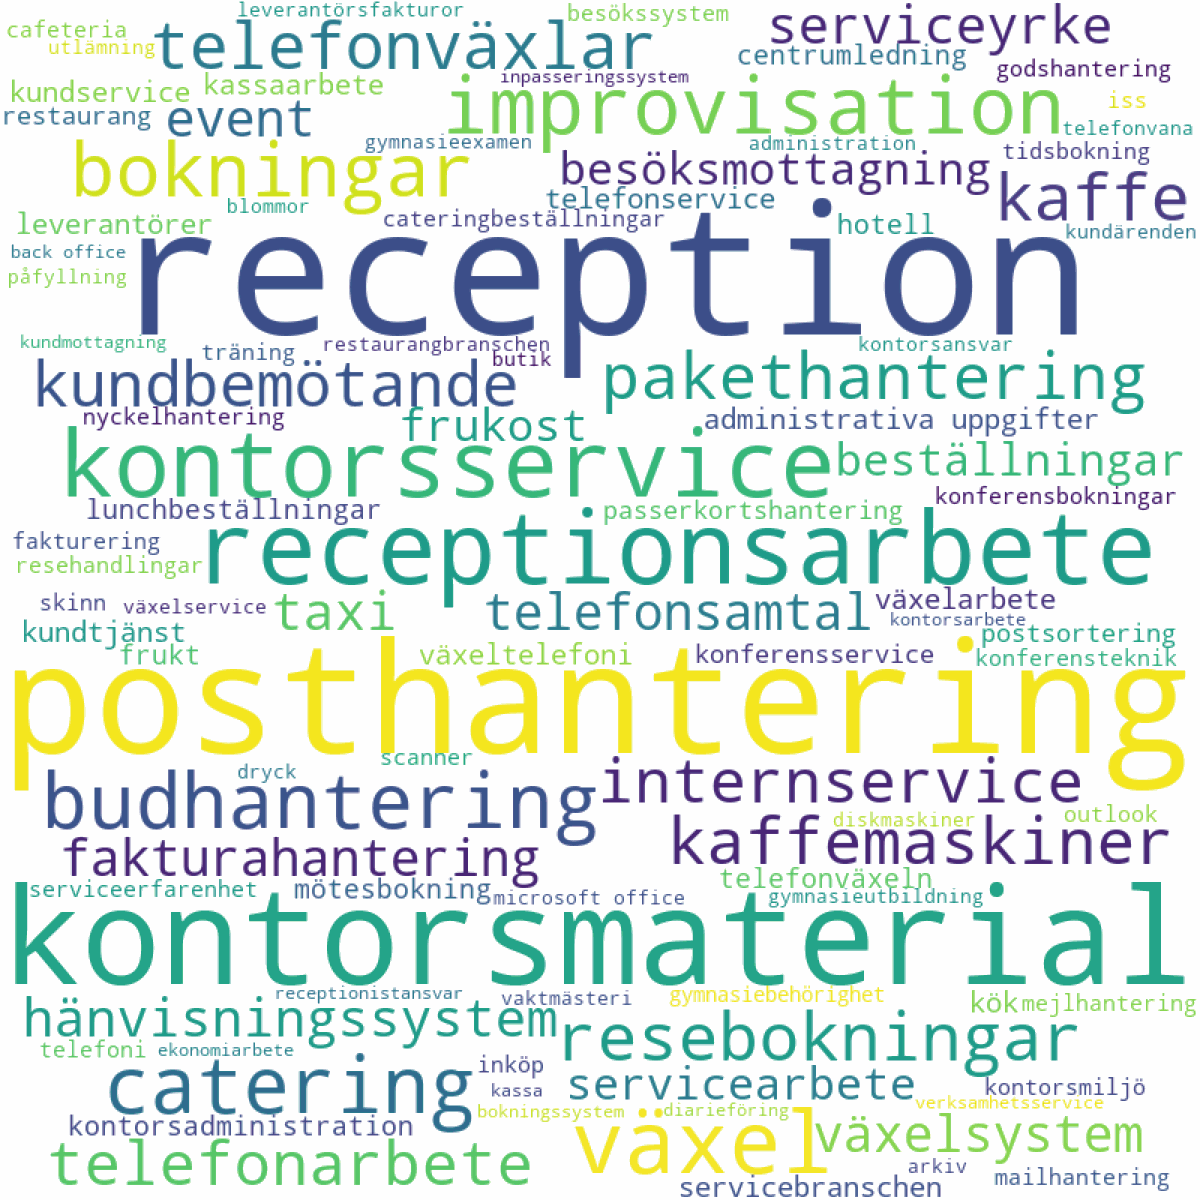 leverantörsfakturor
besökssystem
serviceyrke
cafeteria
utlämning
telefonväxlar
centrumledning
godshantering
inpasseringssystem
kundservice
kassaarbete
improvisation
iss
restaurang
event
telefonvana
gymnasieexamen
administration
bokningar
besöksmottagning
tidsbokning
kaffe
telefonservice
blommor
cateringbeställningar
leverantörer
hotell
kundärenden
back office
reception
påfyllning
kundmottagning
träning
restaurangbranschen
butik
kontorsansvar
kundbemötande
pakethantering
nyckelhantering
frukost
administrativa uppgifter
kontorsservice
beställningar
konferensbokningar
lunchbeställningar
passerkortshantering
fakturering
receptionsarbete
resehandlingar
skinn
växelservice
taxi
telefonsamtal
växelarbete
kontorsarbete
kundtjänst
postsortering
frukt
växeltelefoni
konferensservice
konferensteknik
posthantering
scanner
dryck
internservice
budhantering
diskmaskiner
outlook
kaffemaskiner
fakturahantering
telefonväxeln
serviceerfarenhet
mötesbokning
microsoft office
gymnasieutbildning
kontorsmaterial
receptionistansvar
vaktmästeri
gymnasiebehörighet
kök
mejlhantering
hänvisningssystem
resebokningar
telefoni
ekonomiarbete
inköp
catering
kassa
servicearbete
kontorsmiljö
bokningssystem
diarieföring
verksamhetsservice
kontorsadministration
växel
växelsystem
telefonarbete
arkiv
mailhantering
servicebranschen